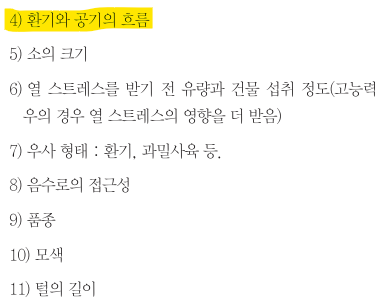 4) 환기와 공기의 흐름
5) 소의 크기
6) 열 스트레스를 받기 전 유량과 건물 섭취 정도(고능력
우의 경우 열 스트레스의 영향을 더 받음)
7) 우사 형태 : 환기, 과밀사육 등.
8) 음수로의 접근성
9) 품종
10) 모색
11) 털의 길이